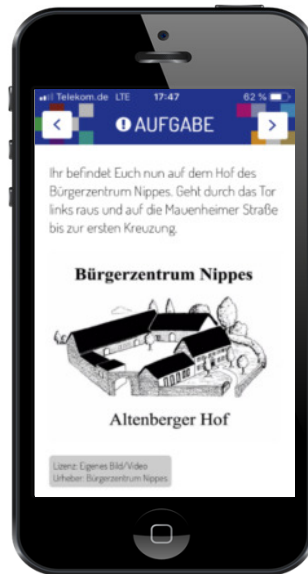 Telekom.de LTE 17:47 62 %
AUFGABE
Ihr befindet Euch nun auf dem Hof des
Bürgerzentrum Nippes. Geht durch das Tor
links raus und auf die Mauenheimer Straße
bis zur ersten Kreuzung.
Bürgerzentrum Nippes
Altenberger Hof
Lizenz: Eigenes Bild/Video
Urheber: Bürgerzentrum Nippes